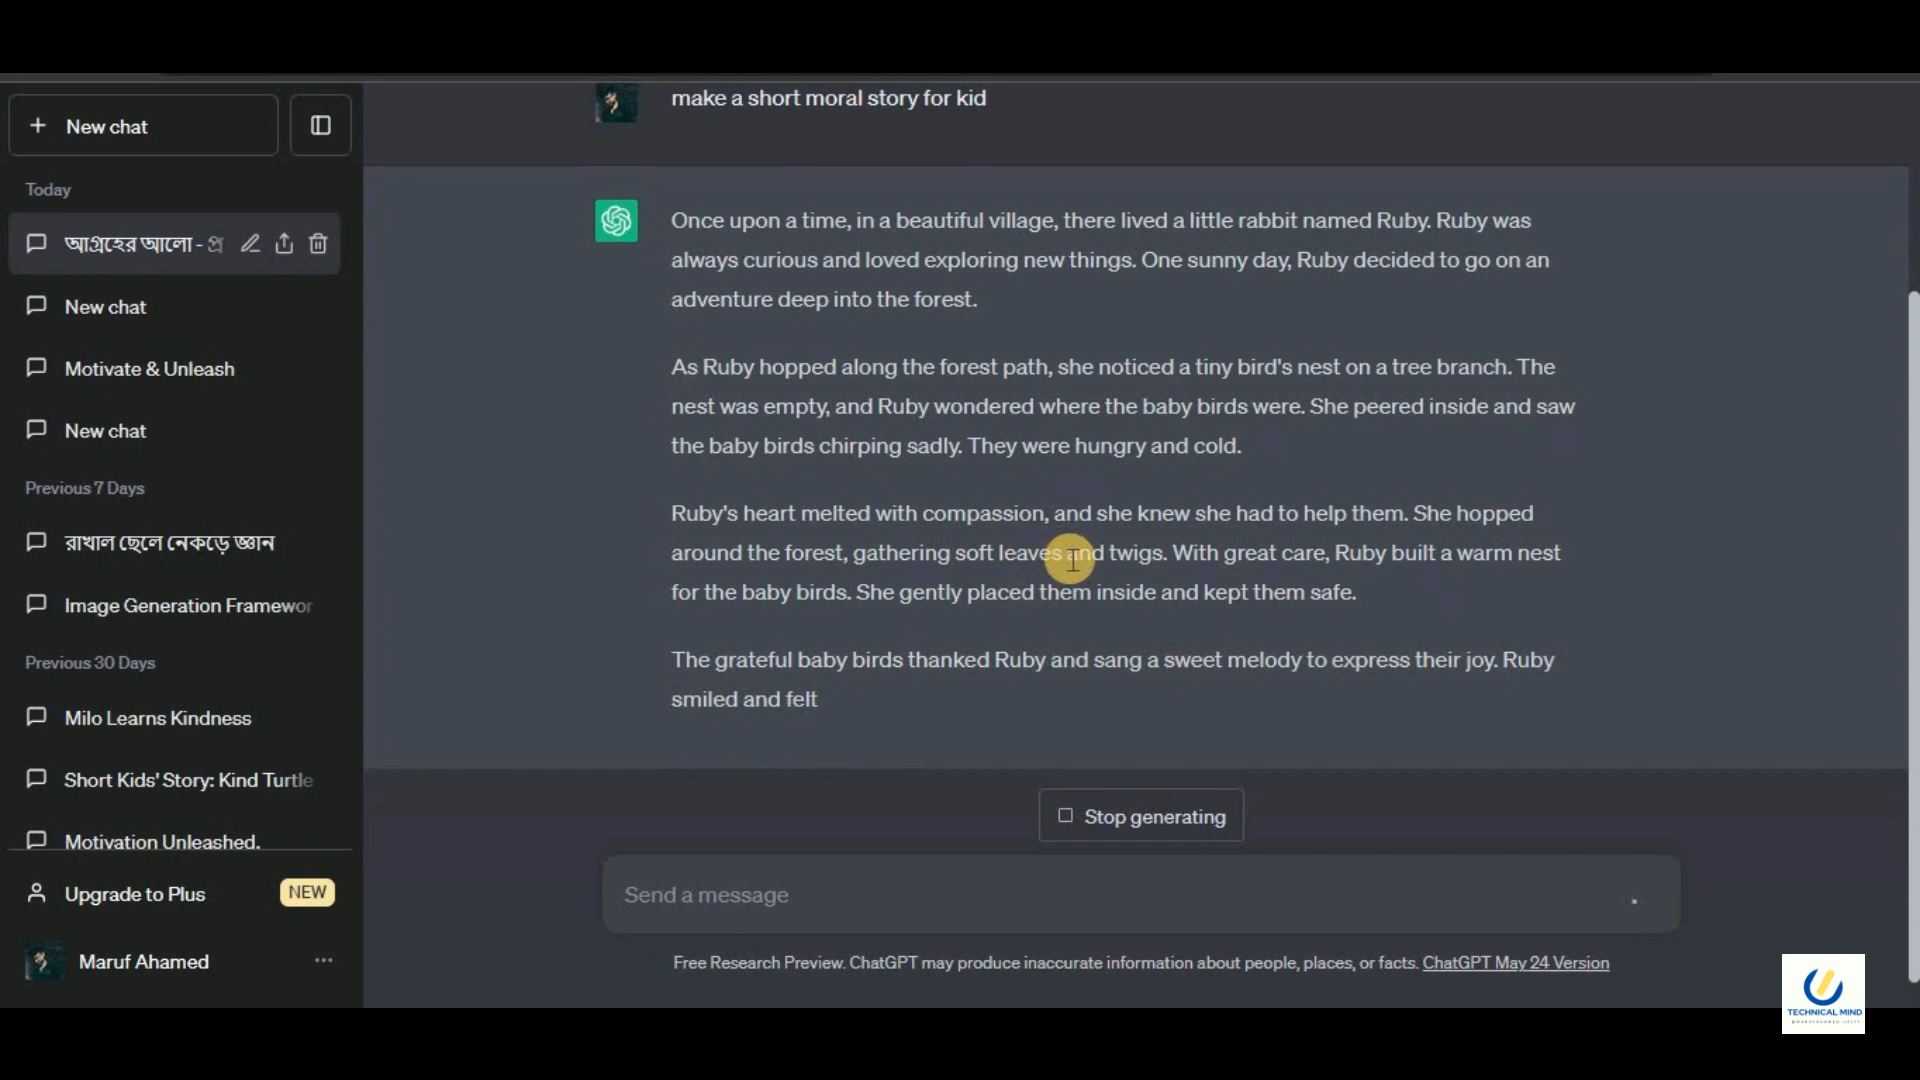 New chat
Today
আগ্রহের আলো - প্র
New chat
Motivate & Unleash
New chat
Previous 7 Days
রাখাল ছেলে নেকড়ে জ্ঞান
Image Generation Framewor
Previous 30 Days
Milo Learns Kindness
Short Kids' Story: Kind Turtle
Motivation Unleashed.
Upgrade to Plus NEW
Maruf Ahamed
make a short moral story for kid
Once upon a time, in a beautiful village, there lived a little rabbit named Ruby. Ruby was
always curious and loved exploring new things. One sunny day, Ruby decided to go on an
adventure deep into the forest.
As Ruby hopped along the forest path, she noticed a tiny bird's nest on a tree branch. The
nest was empty, and Ruby wondered where the baby birds were. She peered inside and saw
the baby birds chirping sadly. They were hungry and cold.
Ruby's heart melted with compassion, and she knew she had to help them. She hopped
around the forest, gathering soft leaves and twigs. With great care, Ruby built a warm nest
for the baby birds. She gently placed them inside and kept them safe.
The grateful baby birds thanked Ruby and sang a sweet melody to express their joy. Ruby
smiled and felt
Stop generating
Send a message
Free Research Preview. ChatGPT may produce inaccurate information about people, places, or facts. ChatGPT May 24 Version
TECHNICAL MIND